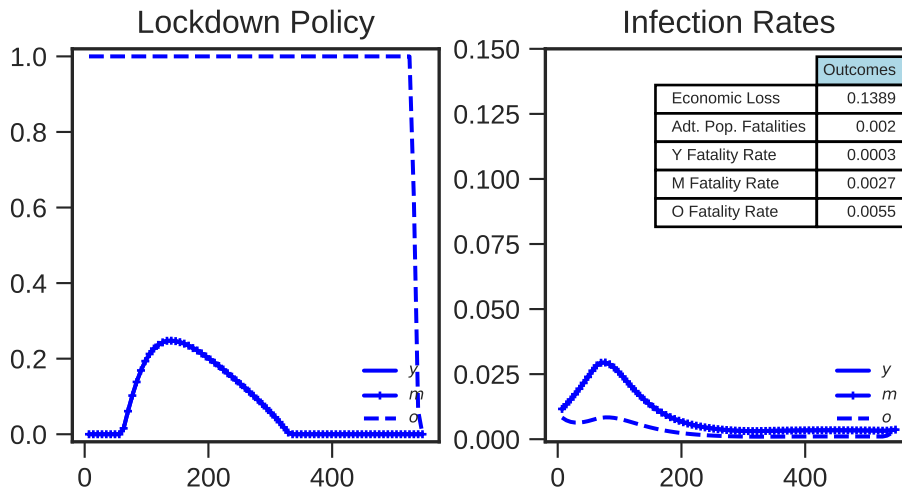 Lockdown Policy
1.0
0.8
0.6
0.4
0.2
0.0
0
200
400
y
m
o
Infection Rates
0.150
0.125
0.100
0.075
0.050
0.025
0.000
0
200
400
Outcomes
Economic Loss 0.1389
Adt. Pop. Fatalities 0.002
Y Fatality Rate 0.0003
M Fatality Rate 0.0027
O Fatality Rate 0.0055
y
m
o